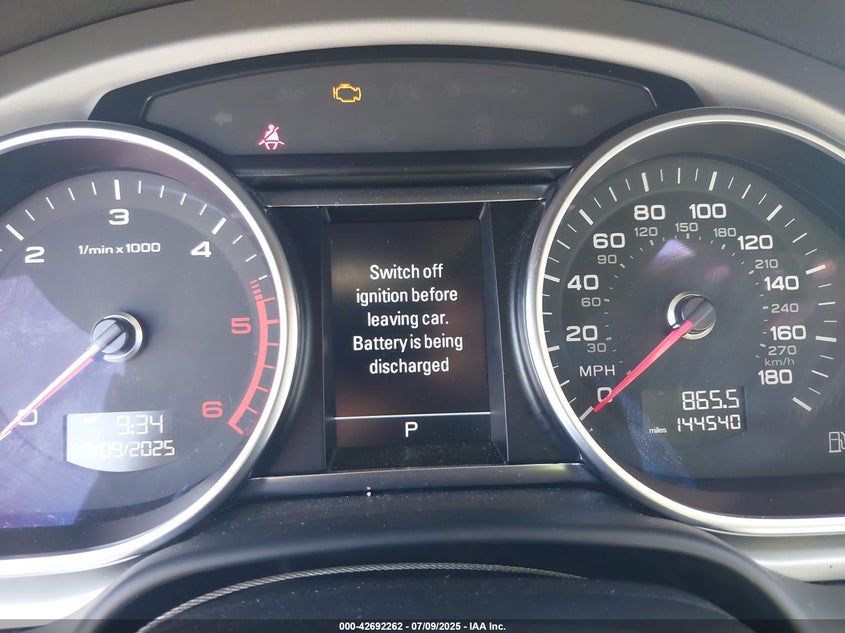 2
3
4
5
6
0
1/min x 1000
9:34
/09/2025
Switch off
ignition before
leaving car.
Battery is being
discharged
P
0
20
40
60
80
100
120
140
160
180
30
60
90
120
150
180
210
240
270
km/h
MPH
865.5
miles 144540
000-42692262 - 07/09/2025 - IAA Inc.